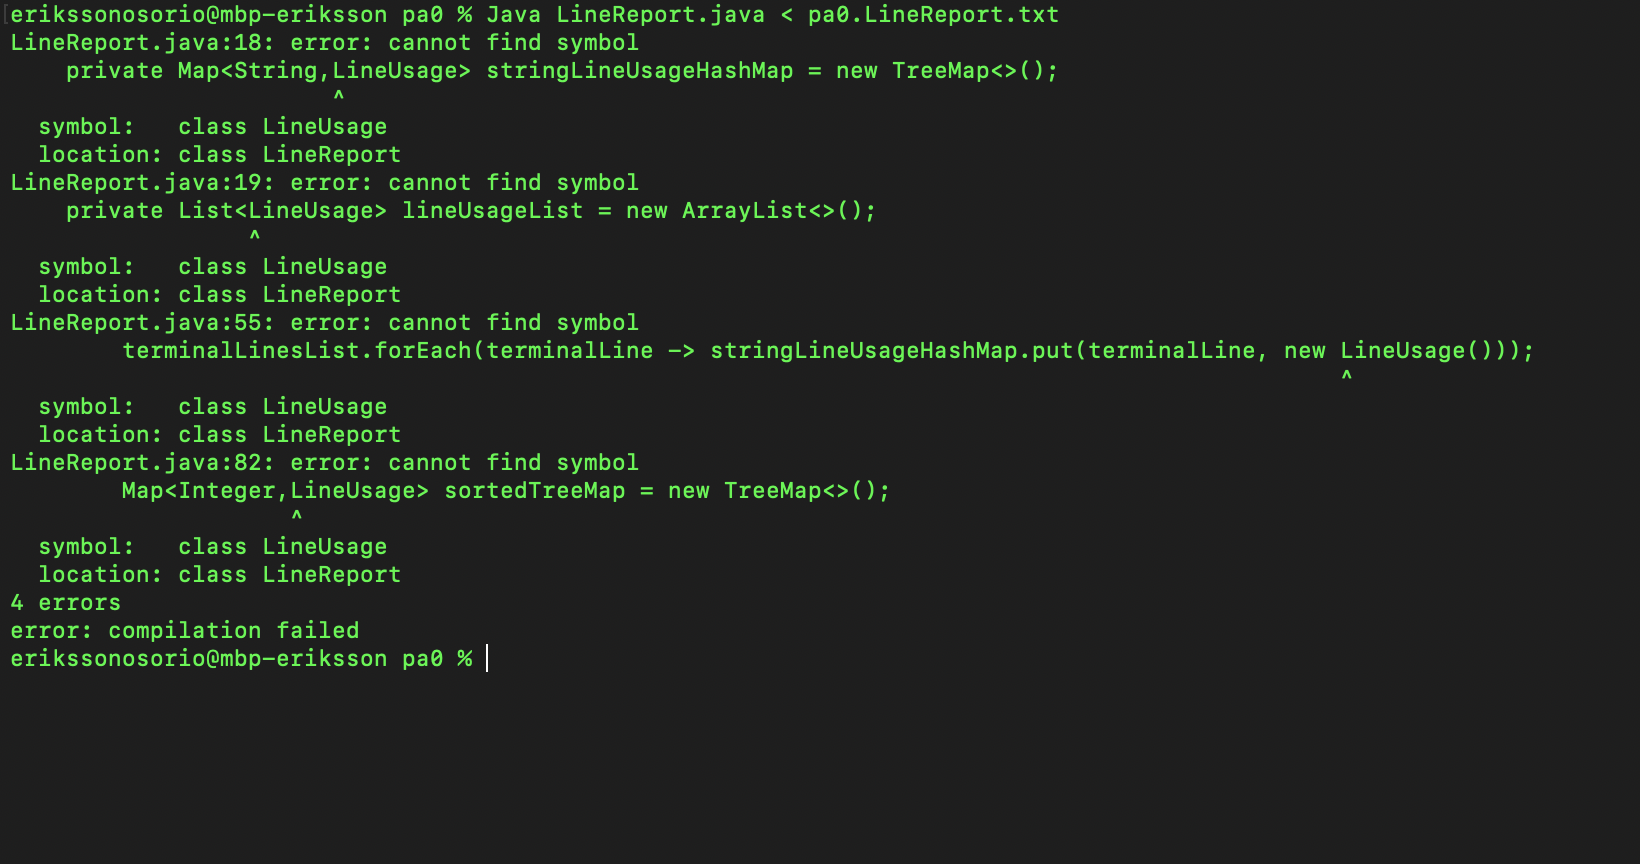 [erikssonosorio@mbp-eriksson pa0 % Java LineReport.java < pa0.LineReport.txt
LineReport.java:18: error: cannot find symbol
    private Map<String,LineUsage> stringLineUsageHashMap = new TreeMap<>();
                       ^
  symbol:   class LineUsage
  location: class LineReport
LineReport.java:19: error: cannot find symbol
    private List<LineUsage> lineUsageList = new ArrayList<>();
                 ^
  symbol:   class LineUsage
  location: class LineReport
LineReport.java:55: error: cannot find symbol
        terminalLinesList.forEach(terminalLine -> stringLineUsageHashMap.put(terminalLine, new LineUsage()));
                                                                                               ^
  symbol:   class LineUsage
  location: class LineReport
LineReport.java:82: error: cannot find symbol
        Map<Integer,LineUsage> sortedTreeMap = new TreeMap<>();
                    ^
  symbol:   class LineUsage
  location: class LineReport
4 errors
error: compilation failed
erikssonosorio@mbp-eriksson pa0 %